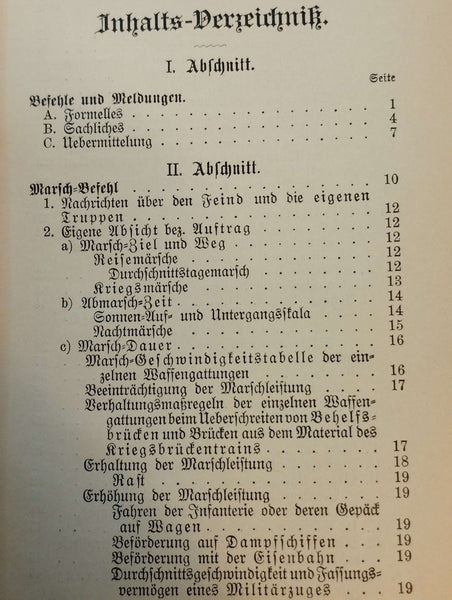 Inhalts-Verzeichniß.
I. Abschnitt.
Seite
Befehle und Meldungen. . . . . . . . . . . . . . . 1
A. Formelles . . . . . . . . . . . . . . . 4
B. Sachliches . . . . . . . . . . . . . . . 7
C. Uebermittelung . . . . . . . . . . . . .
II. Abschnitt.
Marsch-Befehl . . . . . . . . . . . . . . . 10
1. Nachrichten über den Feind und die eigenen
Truppen . . . . . . . . . . . . . . . 12
2. Eigene Absicht bez. Auftrag . . . . . . . 12
a) Marsch-Ziel und Weg . . . . . . . . . 12
Reisemärsche . . . . . . . . . . . . 12
Durchschnittstagemarsch . . . . . . . 12
Kriegsmärsche . . . . . . . . . . . . 13
b) Abmarsch-Zeit . . . . . . . . . . . . 14
Sonnen-Auf- und Untergangsskala . . . . 14
Nachtmärsche . . . . . . . . . . . . 15
c) Marsch-Dauer . . . . . . . . . . . . 16
Marsch-Geschwindigkeitstabelle der ein-
zelnen Waffengattungen . . . . . . . 16
Beeinträchtigung der Marschleistung . . 17
Verhaltungsmaßregeln der einzelnen Waffen-
gattungen beim Ueberschreiten von Behelfs-
brücken und Brücken aus dem Material des
Kriegsbrückentrains . . . . . . . . . 17
Erhaltung der Marschleistung . . . . . 18
Rast . . . . . . . . . . . . . . . 19
Erhöhung der Marschleistung . . . . . 19
Fahren der Infanterie oder deren Gepäck
auf Wagen . . . . . . . . . . . . . 19
Beförderung auf Dampfschiffen . . . . 19
Beförderung mit der Eisenbahn . . . . 19
Durchschnittsgeschwindigkeit und Fassungs-
vermögen eines Militärzuges . . . . 19